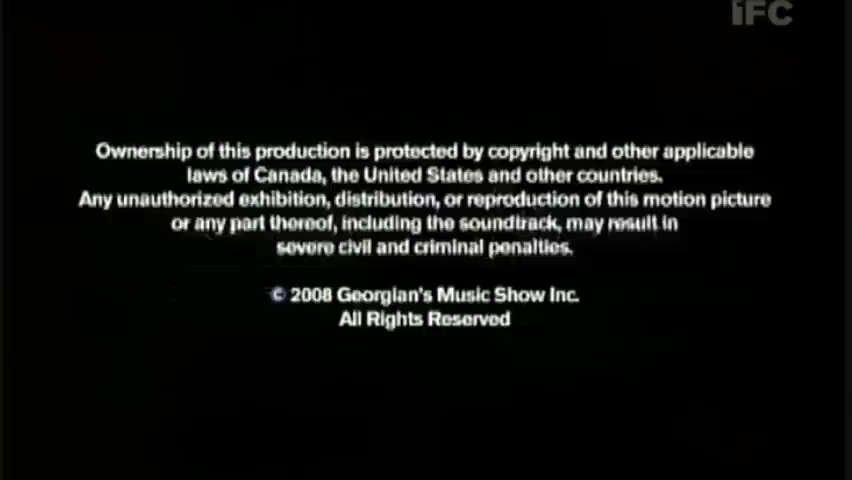 iFC
Ownership of this production is protected by copyright and other applicable
laws of Canada, the United States and other countries.
Any unauthorized exhibition, distribution, or reproduction of this motion picture
or any part thereof, including the soundtrack, may result in
severe civil and criminal penalties.
© 2008 Georgian's Music Show Inc.
All Rights Reserved